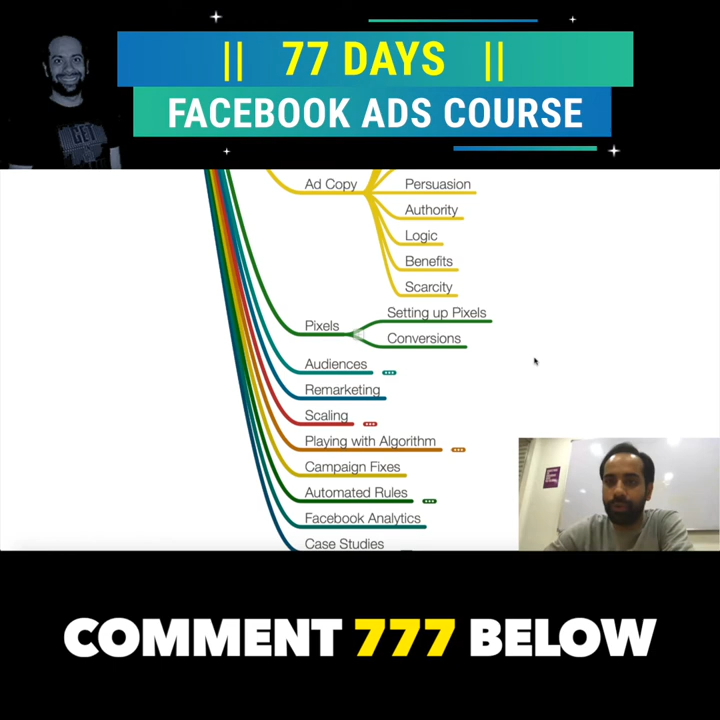 || 77 DAYS ||
FACEBOOK ADS COURSE
Ad Copy
Persuasion
Authority
Logic
Benefits
Scarcity
Pixels
Setting up Pixels
Conversions
Audiences
Remarketing
Scaling
Playing with Algorithm
Campaign Fixes
Automated Rules
Facebook Analytics
Case Studies
COMMENT 777 BELOW